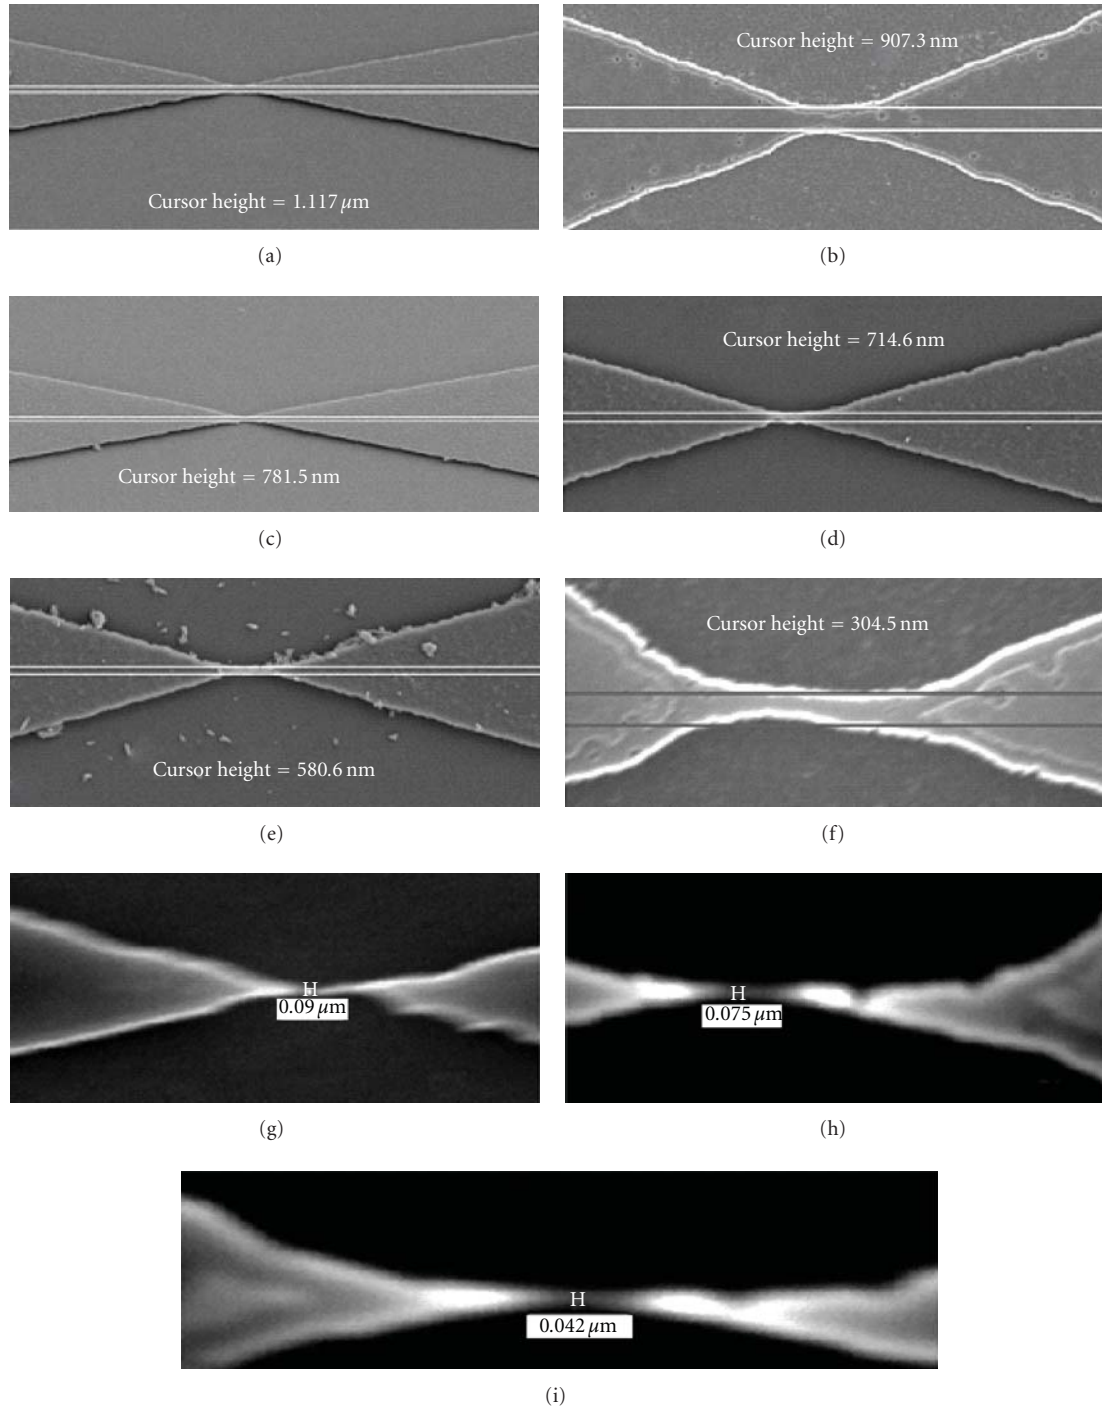 Cursor height = 1.117 µm
Cursor height = 907.3 nm
(a)
(b)
Cursor height = 781.5 nm
Cursor height = 714.6 nm
(c)
(d)
Cursor height = 580.6 nm
Cursor height = 304.5 nm
(e)
(f)
H
0.09 µm
H
0.075 µm
(g)
(h)
H
0.042 µm
(i)